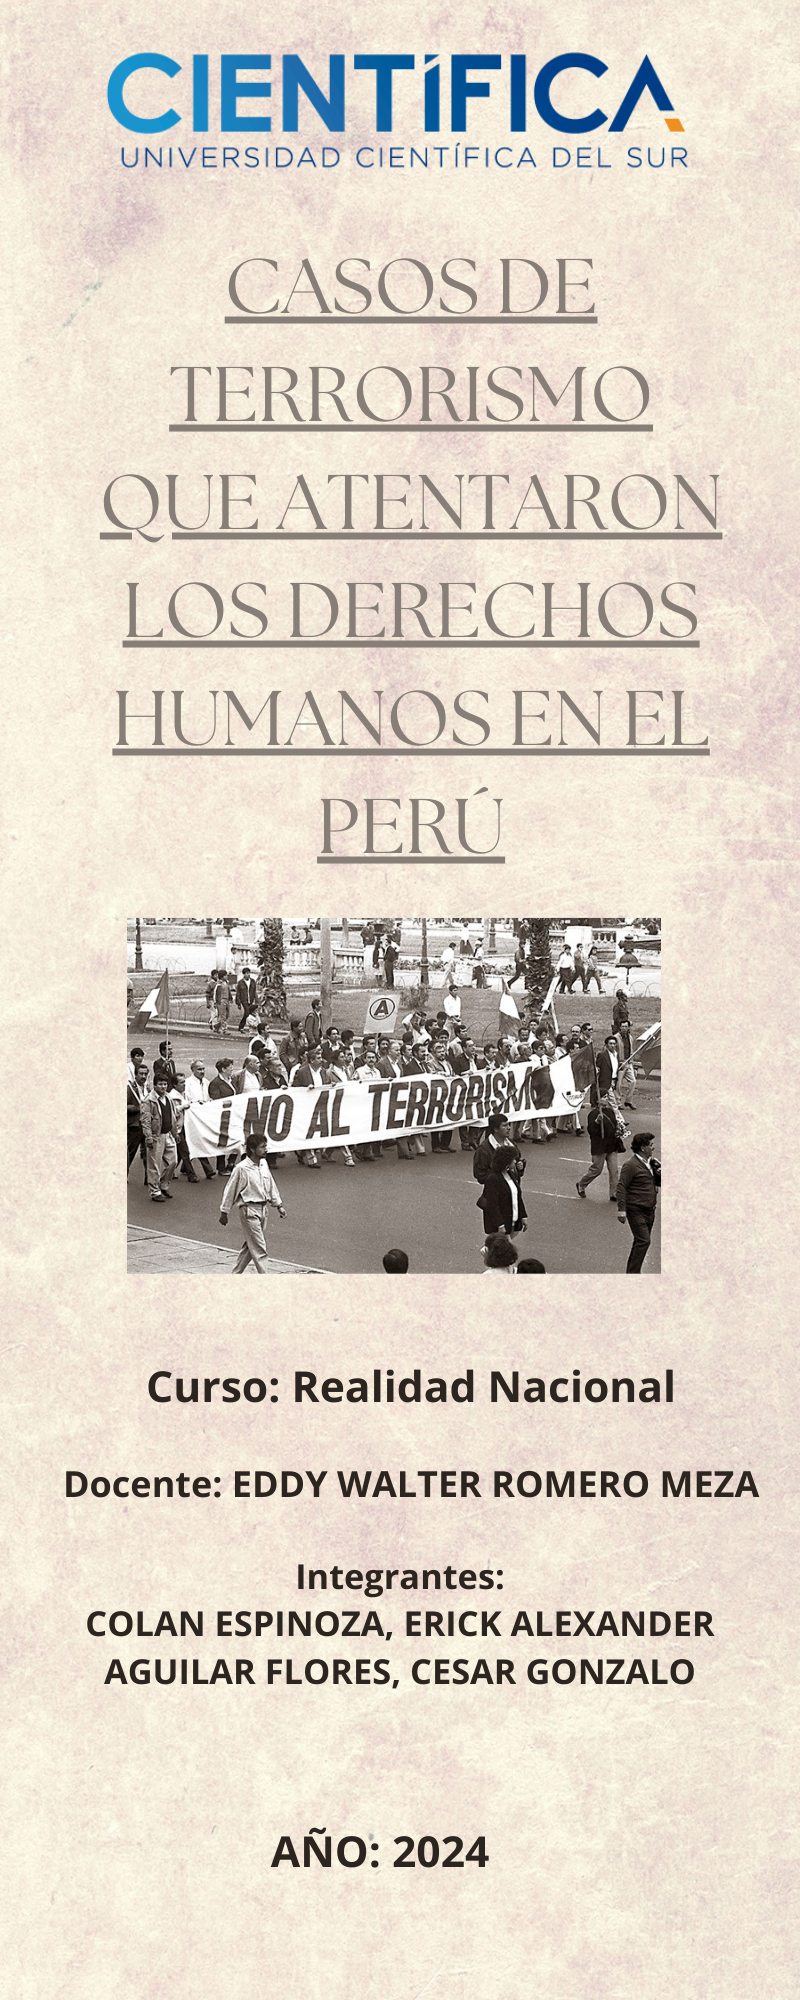 CIENTÍFICA
UNIVERSIDAD CIENTÍFICA DEL SUR
CASOS DE
TERRORISMO
QUE ATENTARON
LOS DERECHOS
HUMANOS EN EL
PERÚ
A
¡NO AL TERRORISMO
Curso: Realidad Nacional
Docente: EDDY WALTER ROMERO MEZA
Integrantes:
COLAN ESPINOZA, ERICK ALEXANDER
AGUILAR FLORES, CESAR GONZALO
AÑO: 2024